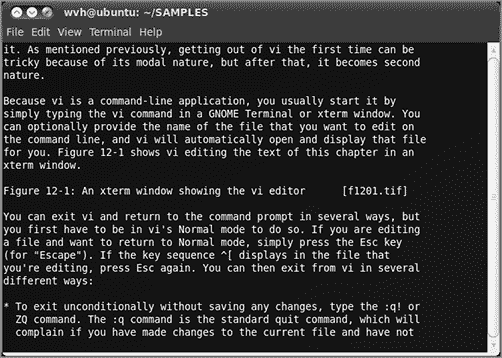 wvh@ubuntu: ~/SAMPLES
File Edit View Terminal Help
it. As mentioned previously, getting out of vi the first time can be
tricky because of its modal nature, but after that, it becomes second
nature.
Because vi is a command-line application, you usually start it by
simply typing the vi command in a GNOME Terminal or xterm window. You
can optionally provide the name of the file that you want to edit on
the command line, and vi will automatically open and display that file
for you. Figure 12-1 shows vi editing the text of this chapter in an
xterm window.
Figure 12-1: An xterm window showing the vi editor [f1201.tif]
You can exit vi and return to the command prompt in several ways, but
you first have to be in vi's Normal mode to do so. If you are editing
a file and want to return to Normal mode, simply press the Esc key
(for "Escape"). If the key sequence ^[ displays in the file that
you're editing, press Esc again. You can then exit from vi in several
different ways:
* To exit unconditionally without saving any changes, type the :q! or
ZQ command. The :q command is the standard quit command, which will
complain if you have made changes to the current file and have not